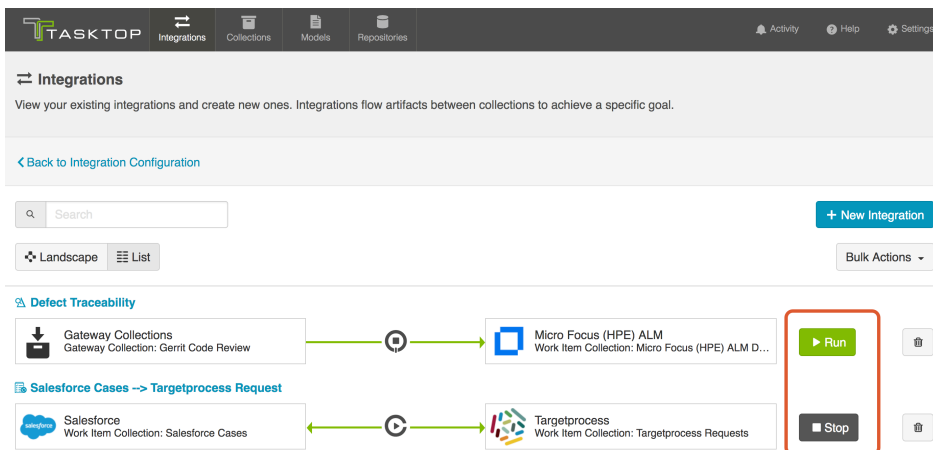 TASKTOP
Integrations
Collections
Models
Repositories
Activity
Help
Settings
Integrations
View your existing integrations and create new ones. Integrations flow artifacts between collections to achieve a specific goal.
Back to Integration Configuration
Search
+ New Integration
Landscape
List
Bulk Actions
Defect Traceability
Gateway Collections
Gateway Collection: Gerrit Code Review
Micro Focus (HPE) ALM
Work Item Collection: Micro Focus (HPE) ALM D...
Run
Salesforce Cases --> Targetprocess Request
salesforce
Salesforce
Work Item Collection: Salesforce Cases
Targetprocess
Work Item Collection: Targetprocess Requests
Stop